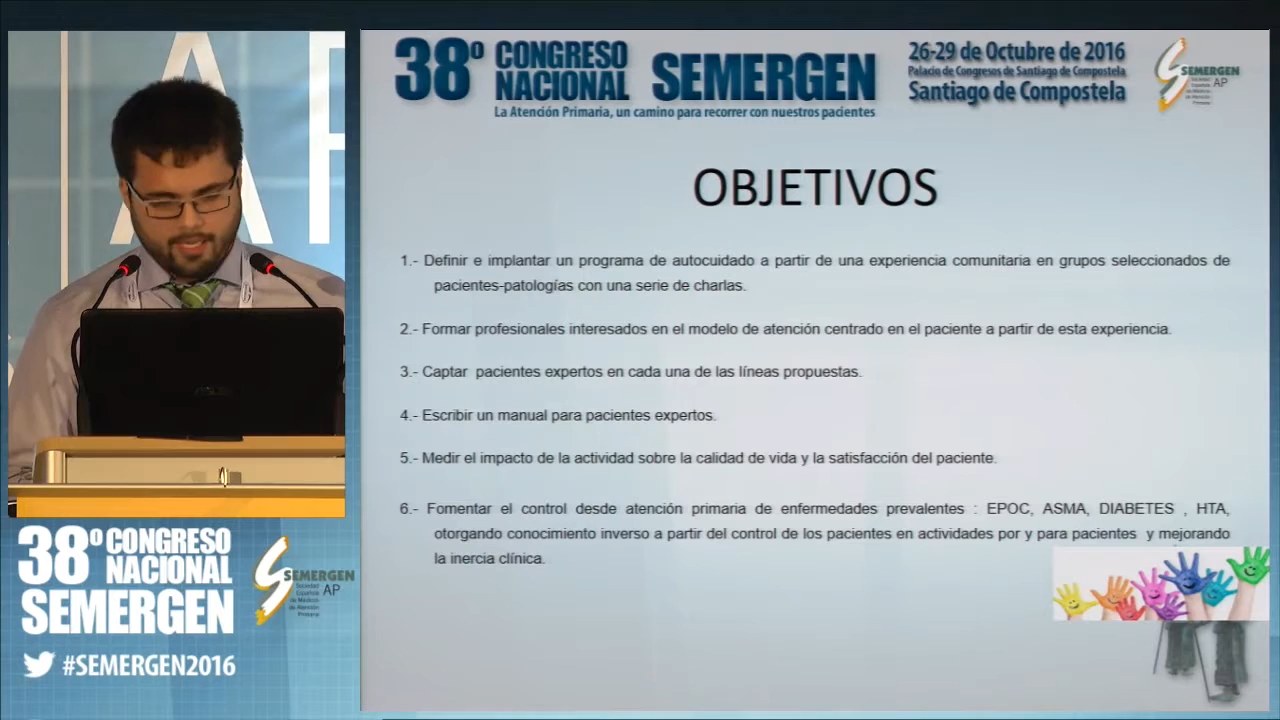 38º CONGRESO NACIONAL SEMERGEN
La Atención Primaria, un camino para recorrer con nuestros pacientes
26-29 de Octubre de 2016
Palacio de Congresos de Santiago de Compostela
Santiago de Compostela
SEMERGEN
AP
Sociedad
Española
de Médicos
de Atención
Primaria
OBJETIVOS
1.- Definir e implantar un programa de autocuidado a partir de una experiencia comunitaria en grupos seleccionados de
pacientes-patologías con una serie de charlas.
2.- Formar profesionales interesados en el modelo de atención centrado en el paciente a partir de esta experiencia.
3.- Captar pacientes expertos en cada una de las líneas propuestas.
4.- Escribir un manual para pacientes expertos.
5.- Medir el impacto de la actividad sobre la calidad de vida y la satisfacción del paciente.
6.- Fomentar el control desde atención primaria de enfermedades prevalentes : EPOC, ASMA, DIABETES , HTA,
otorgando conocimiento inverso a partir del control de los pacientes en actividades por y para pacientes y mejorando
la inercia clínica.
38º CONGRESO
NACIONAL
SEMERGEN
SEMERGEN
AP
Sociedad
Española
de Médicos
de Atención
Primaria
#SEMERGEN2016